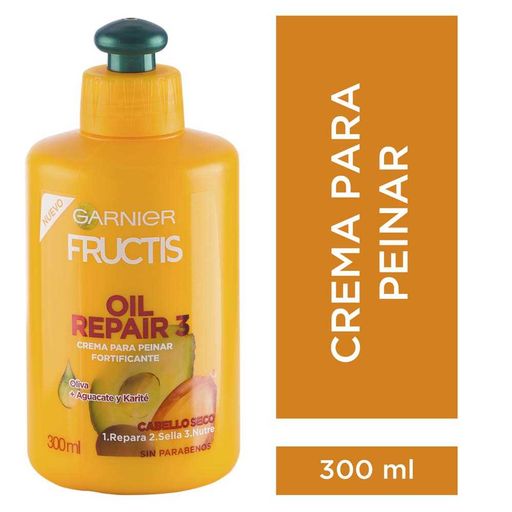 NUEVO
GARNIER
FRUCTIS
OIL
REPAIR 3
CREMA PARA PEINAR
FORTIFICANTE
Oliva
+ Aguacate y Karité
CABELLO SECO
1.Repara 2.Sella 3.Nutre
SIN PARABENOS
300ml
CREMA PARA
PEINAR
300 ml